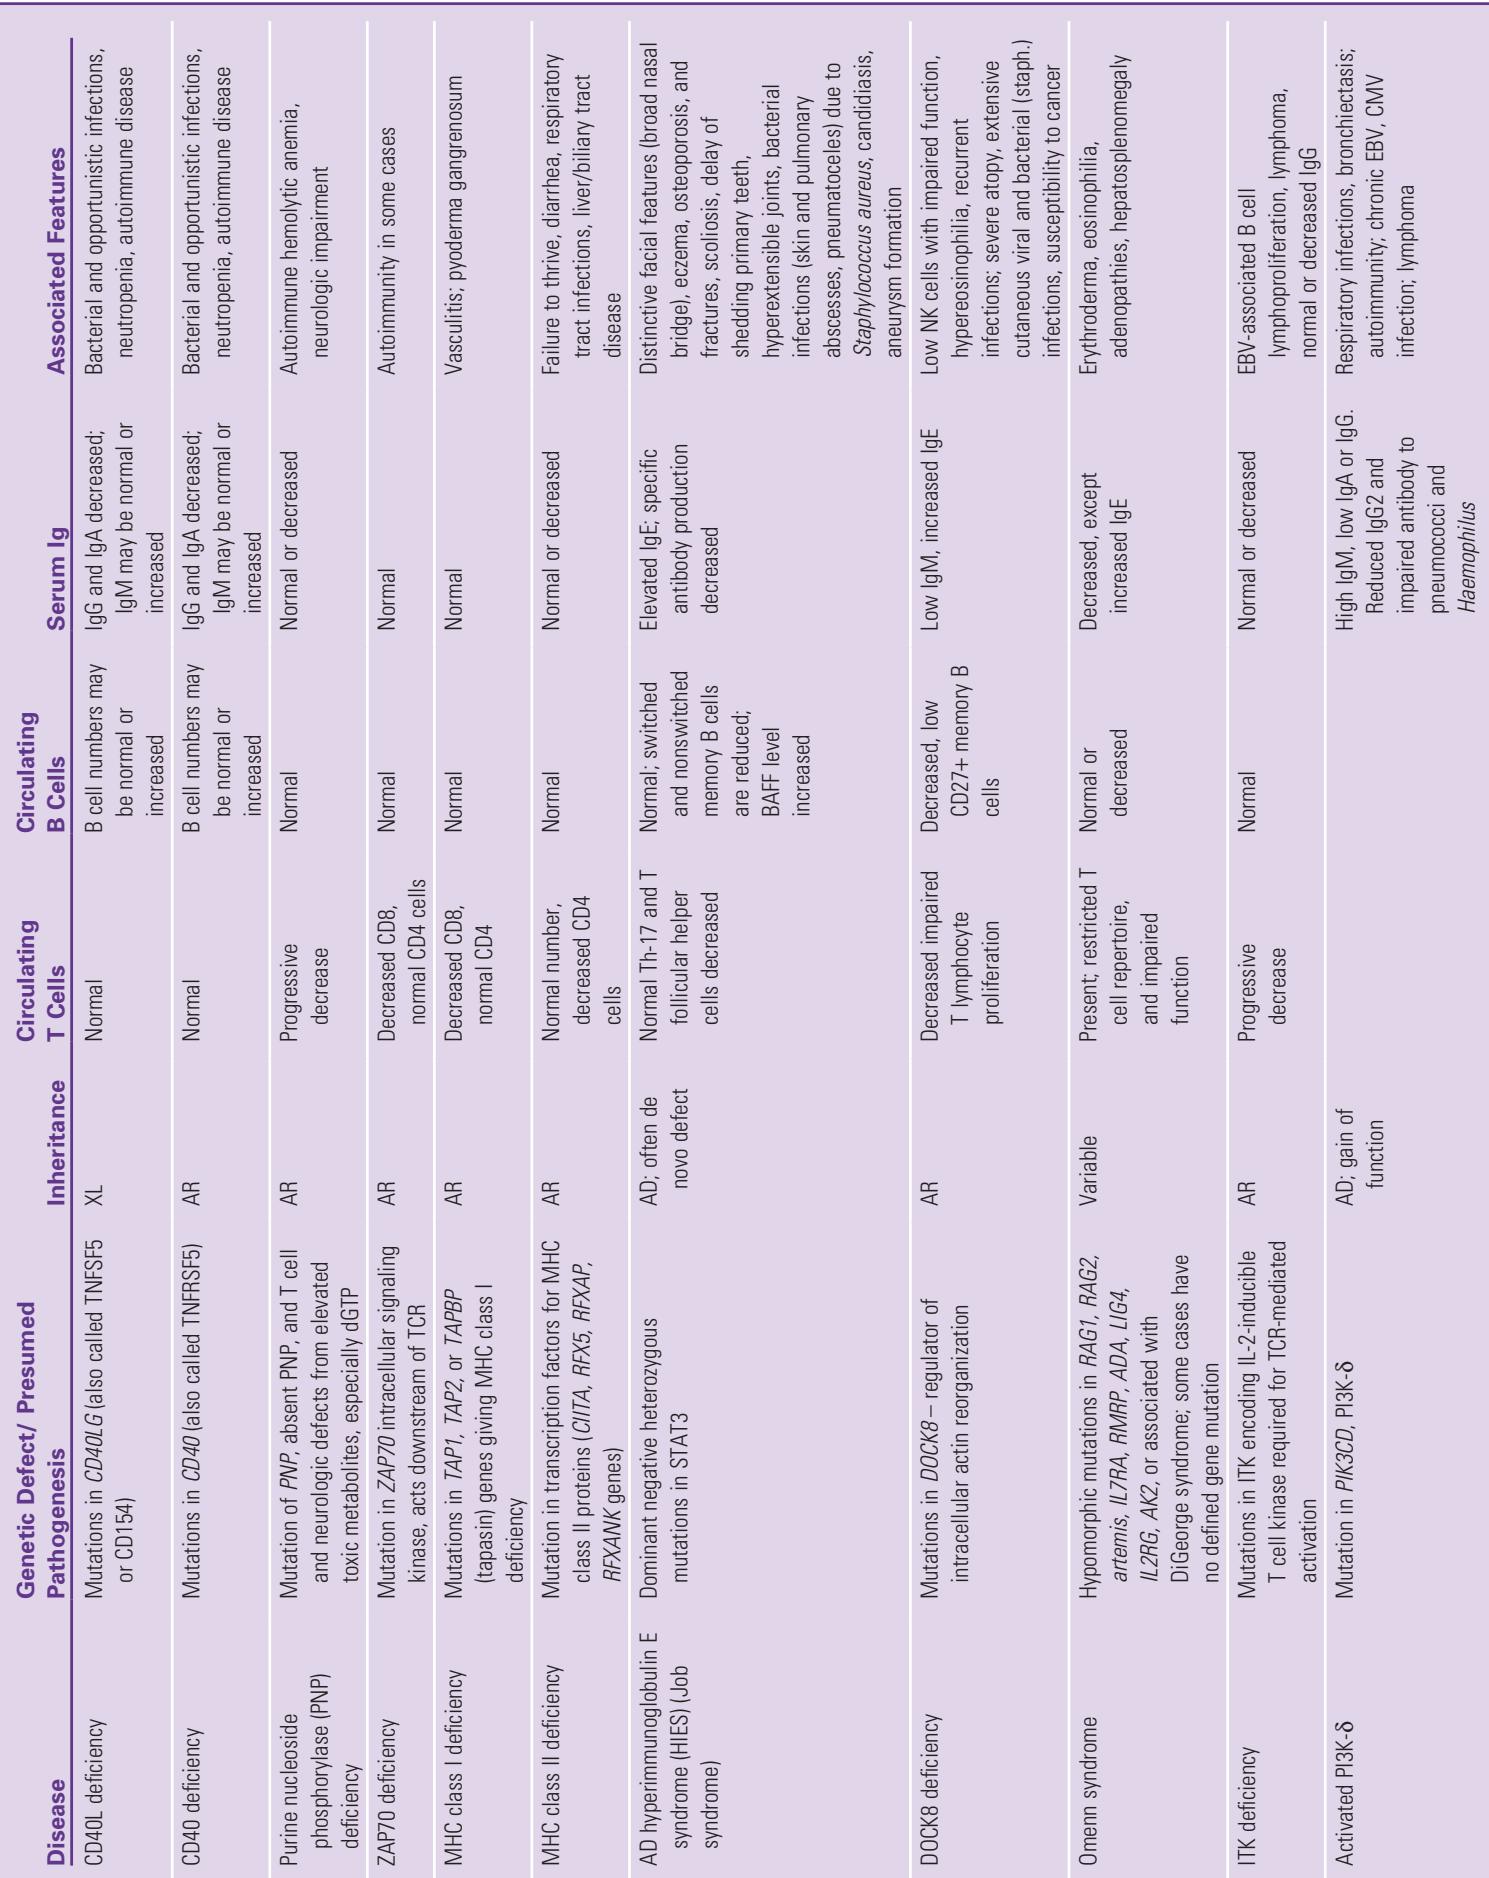 Disease
Genetic Defect/ Presumed
Pathogenesis
Inheritance
Circulating
T Cells
Circulating
B Cells
Serum Ig
Associated Features
CD40L deficiency
Mutations in CD40LG (also called TNFSF5
or CD154)
XL
Normal
B cell numbers may
be normal or
increased
IgG and IgA decreased;
IgM may be normal or
increased
Bacterial and opportunistic infections,
neutropenia, autoimmune disease
CD40 deficiency
Mutations in CD40 (also called TNFRSF5)
AR
Normal
B cell numbers may
be normal or
increased
IgG and IgA decreased;
IgM may be normal or
increased
Bacterial and opportunistic infections,
neutropenia, autoimmune disease
Purine nucleoside
phosphorylase (PNP)
deficiency
Mutation of PNP, absent PNP, and T cell
and neurologic defects from elevated
toxic metabolites, especially dGTP
AR
Progressive
decrease
Normal
Normal or decreased
Autoimmune hemolytic anemia,
neurologic impairment
ZAP70 deficiency
Mutation in ZAP70 intracellular signaling
kinase, acts downstream of TCR
AR
Decreased CD8,
normal CD4 cells
Normal
Normal
Autoimmunity in some cases
MHC class I deficiency
Mutations in TAP1, TAP2, or TAPBP
(tapasin) genes giving MHC class I
deficiency
AR
Decreased CD8,
normal CD4
Normal
Normal
Vasculitis; pyoderma gangrenosum
MHC class II deficiency
Mutation in transcription factors for MHC
class II proteins (CIITA, RFX5, RFXAP,
RFXANK genes)
AR
Normal number,
decreased CD4
cells
Normal
Normal or decreased
Failure to thrive, diarrhea, respiratory
tract infections, liver/biliary tract
disease
AD hyperimmunoglobulin E
syndrome (HIES) (Job
syndrome)
Dominant negative heterozygous
mutations in STAT3
AD; often de
novo defect
Normal Th-17 and T
follicular helper
cells decreased
Normal; switched
and nonswitched
memory B cells
are reduced;
BAFF level
increased
Elevated IgE; specific
antibody production
decreased
Distinctive facial features (broad nasal
bridge), eczema, osteoporosis, and
fractures, scoliosis, delay of
shedding primary teeth,
hyperextensible joints, bacterial
infections (skin and pulmonary
abscesses, pneumatoceles) due to
Staphylococcus aureus, candidiasis,
aneurysm formation
DOCK8 deficiency
Mutations in DOCK8 – regulator of
intracellular actin reorganization
AR
Decreased impaired
T lymphocyte
proliferation
Decreased, low
CD27+ memory B
cells
Low IgM, increased IgE
Low NK cells with impaired function,
hypereosinophilia, recurrent
infections; severe atopy, extensive
cutaneous viral and bacterial (staph.)
infections, susceptibility to cancer
Omenn syndrome
Hypomorphic mutations in RAG1, RAG2,
artemis, IL7RA, RMRP, ADA, LIG4,
IL2RG, AK2, or associated with
DiGeorge syndrome; some cases have
no defined gene mutation
Variable
Present; restricted T
cell repertoire,
and impaired
function
Normal or
decreased
Decreased, except
increased IgE
Erythroderma, eosinophilia,
adenopathies, hepatosplenomegaly
ITK deficiency
Mutations in ITK encoding IL-2-inducible
T cell kinase required for TCR-mediated
activation
AR
Progressive
decrease
Normal
Normal or decreased
EBV-associated B cell
lymphoproliferation, lymphoma,
normal or decreased IgG
Activated PI3K-δ
Mutation in PIK3CD, PI3K-δ
AD; gain of
function
High IgM, low IgA or IgG.
Reduced IgG2 and
impaired antibody to
pneumococci and
Haemophilus
Respiratory infections, bronchiectasis;
autoimmunity; chronic EBV, CMV
infection; lymphoma